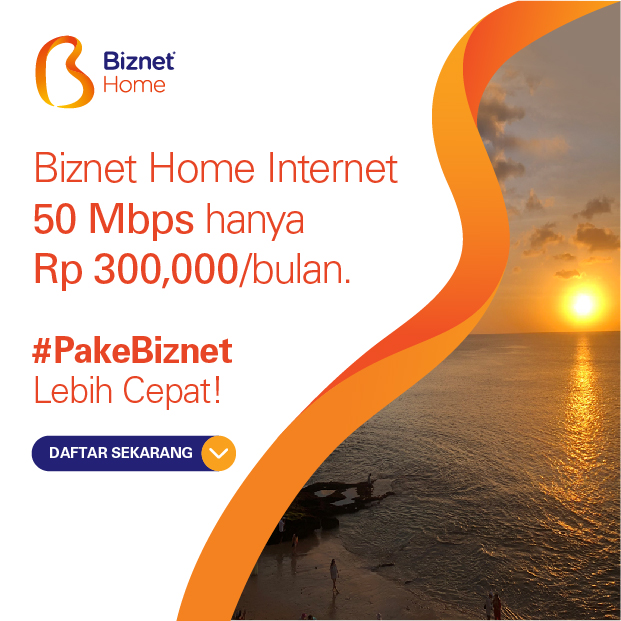 Biznet
Home
Biznet Home Internet
50 Mbps hanya
Rp 300,000/bulan.
#PakeBiznet
Lebih Cepat!
DAFTAR SEKARANG